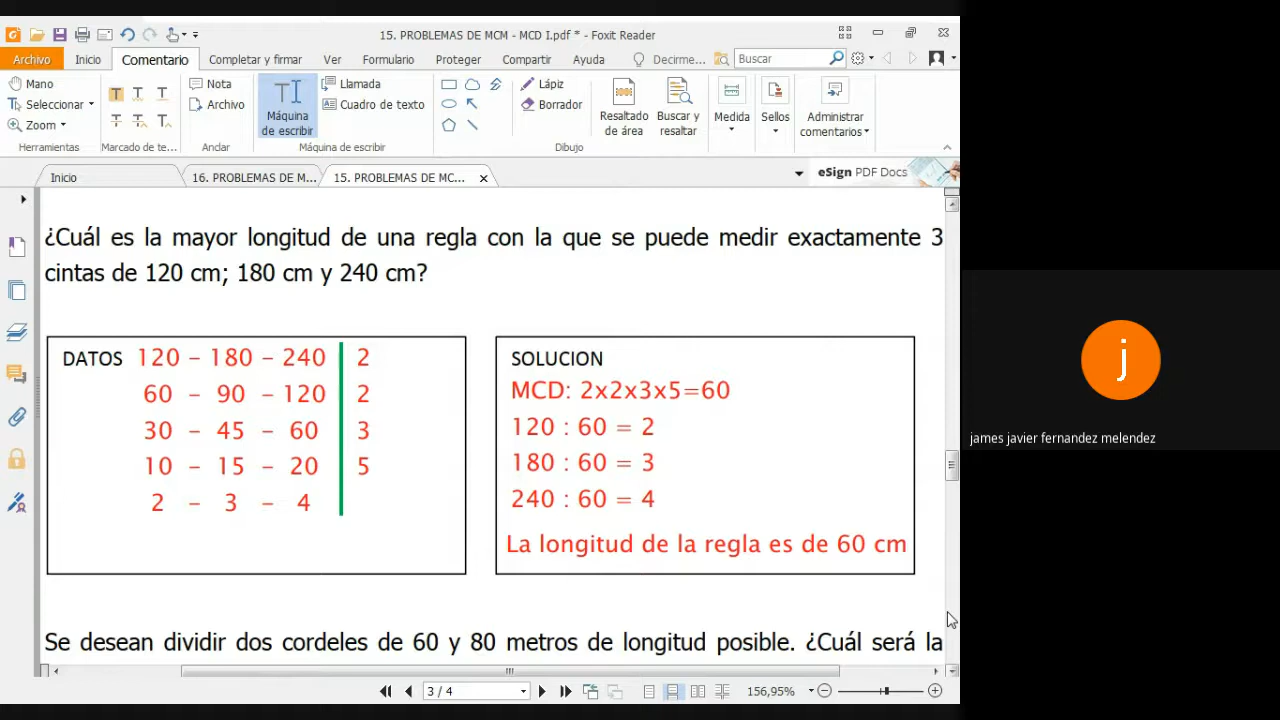 15. PROBLEMAS DE MCM - MCD I.pdf * - Foxit Reader
Archivo Inicio Comentario Completar y firmar Ver Formulario Proteger Compartir Ayuda Decirme... Buscar
Mano
Seleccionar
Zoom
Herramientas
Marcado de te...
Nota
Archivo
Anclar
Máquina
de escribir
Llamada
Cuadro de texto
Máquina de escribir
Lápiz
Borrador
Dibujo
Resaltado
de área
Buscar y
resaltar
Medida
Sellos
Administrar
comentarios
Inicio
16. PROBLEMAS DE M...
15. PROBLEMAS DE MC...
eSign PDF Docs
¿Cuál es la mayor longitud de una regla con la que se puede medir exactamente 3
cintas de 120 cm; 180 cm y 240 cm?
DATOS 120 – 180 – 240 2
60 – 90 – 120 2
30 – 45 – 60 3
10 – 15 – 20 5
2 – 3 – 4
SOLUCION
MCD: 2x2x3x5=60
120 : 60 = 2
180 : 60 = 3
240 : 60 = 4
La longitud de la regla es de 60 cm
Se desean dividir dos cordeles de 60 y 80 metros de longitud posible. ¿Cuál será la
3 / 4
156,95%
j
james javier fernandez melendez